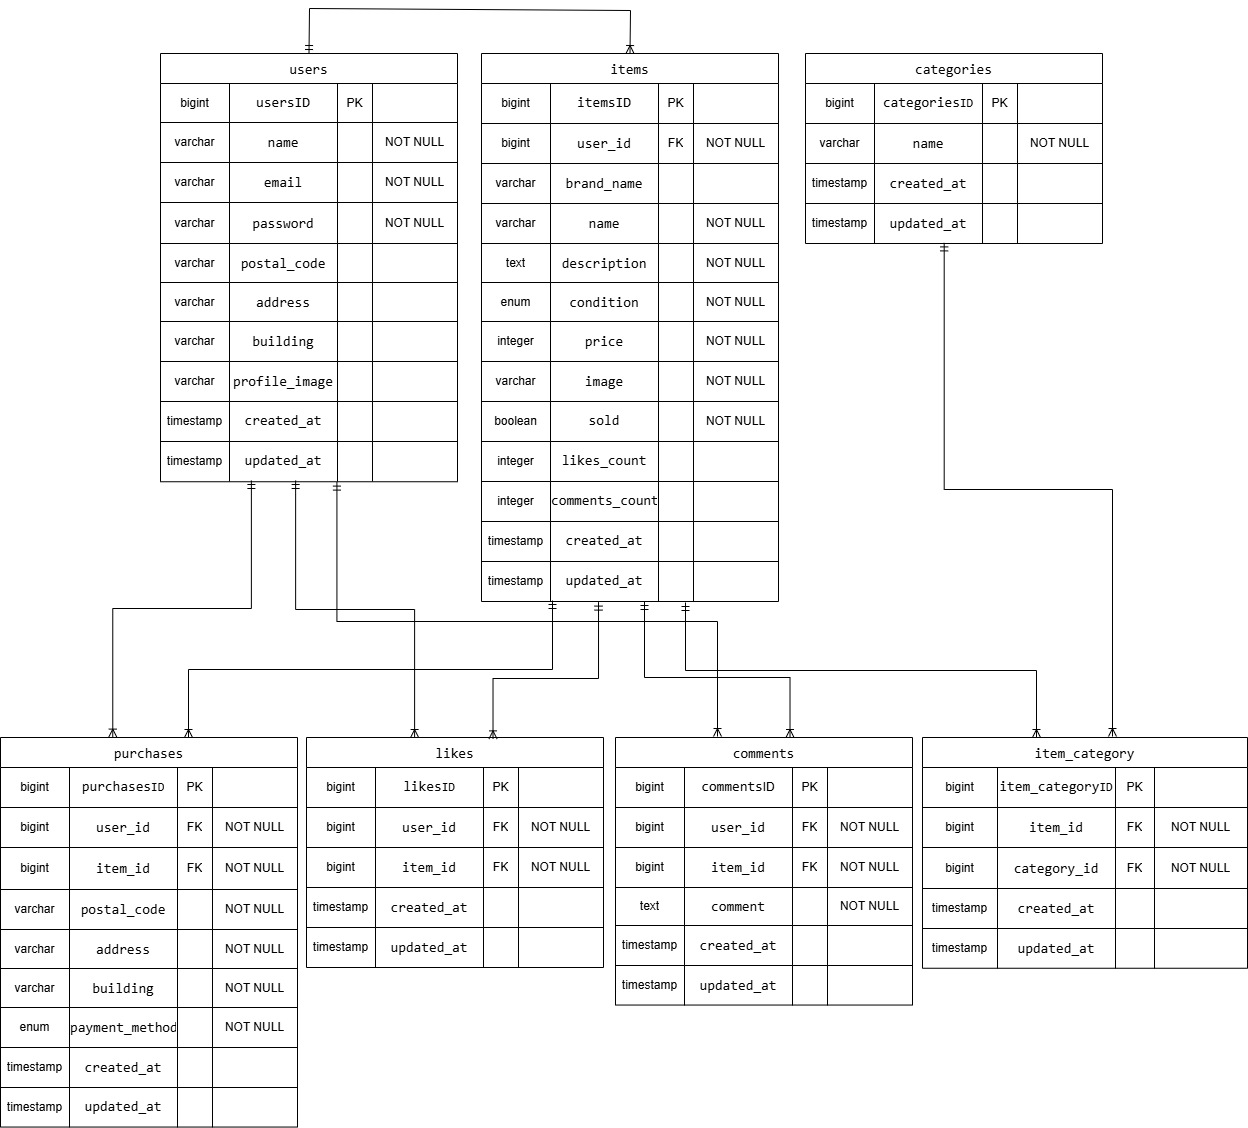 users
bigint usersID PK
varchar name NOT NULL
varchar email NOT NULL
varchar password NOT NULL
varchar postal_code
varchar address
varchar building
varchar profile_image
timestamp created_at
timestamp updated_at
items
bigint itemsID PK
bigint user_id FK NOT NULL
varchar brand_name
varchar name NOT NULL
text description NOT NULL
enum condition NOT NULL
integer price NOT NULL
varchar image NOT NULL
boolean sold NOT NULL
integer likes_count
integer comments_count
timestamp created_at
timestamp updated_at
categories
bigint categoriesID PK
varchar name NOT NULL
timestamp created_at
timestamp updated_at
purchases
bigint purchasesID PK
bigint user_id FK NOT NULL
bigint item_id FK NOT NULL
varchar postal_code NOT NULL
varchar address NOT NULL
varchar building NOT NULL
enum payment_method NOT NULL
timestamp created_at
timestamp updated_at
likes
bigint likesID PK
bigint user_id FK NOT NULL
bigint item_id FK NOT NULL
timestamp created_at
timestamp updated_at
comments
bigint commentsID PK
bigint user_id FK NOT NULL
bigint item_id FK NOT NULL
text comment NOT NULL
timestamp created_at
timestamp updated_at
item_category
bigint item_categoryID PK
bigint item_id FK NOT NULL
bigint category_id FK NOT NULL
timestamp created_at
timestamp updated_at